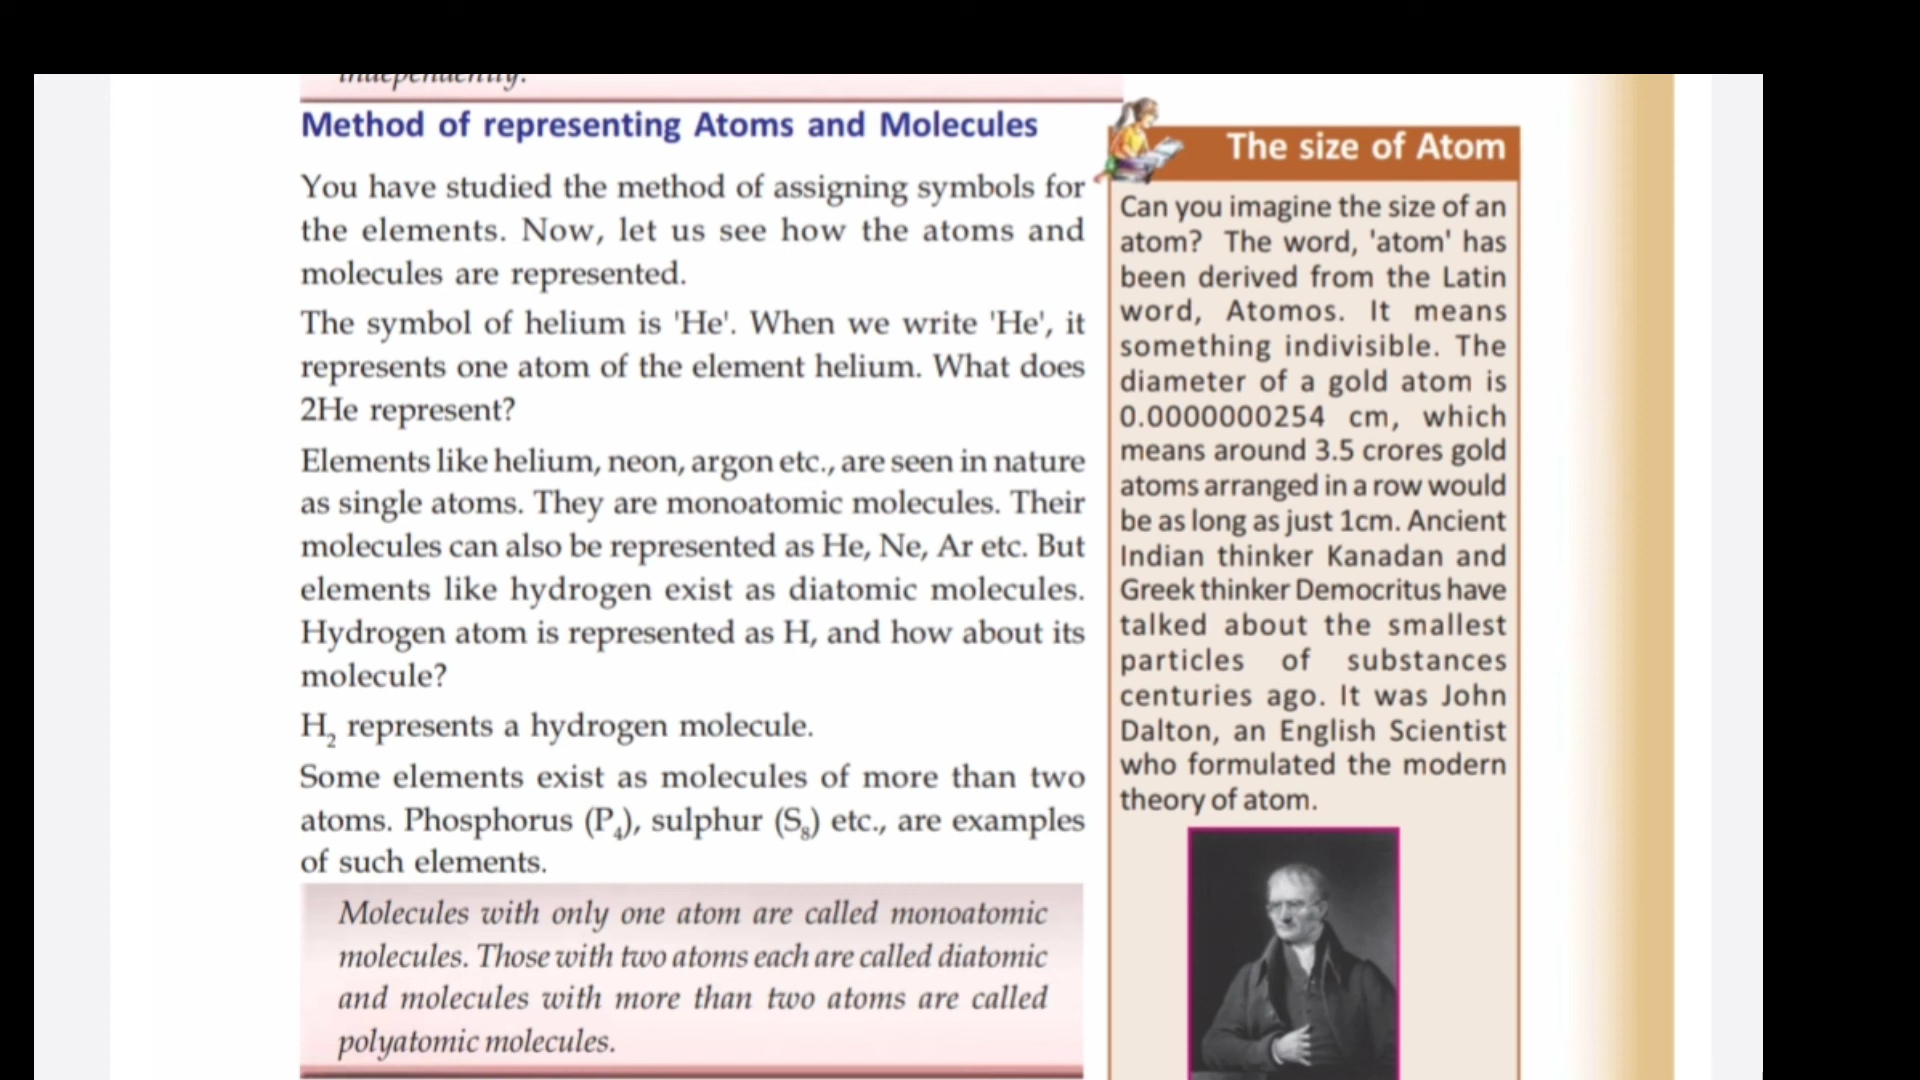 independently.
Method of representing Atoms and Molecules
You have studied the method of assigning symbols for
the elements. Now, let us see how the atoms and
molecules are represented.
The symbol of helium is 'He'. When we write 'He', it
represents one atom of the element helium. What does
2He represent?
Elements like helium, neon, argon etc., are seen in nature
as single atoms. They are monoatomic molecules. Their
molecules can also be represented as He, Ne, Ar etc. But
elements like hydrogen exist as diatomic molecules.
Hydrogen atom is represented as H, and how about its
molecule?
H₂ represents a hydrogen molecule.
Some elements exist as molecules of more than two
atoms. Phosphorus (P₄), sulphur (S₈) etc., are examples
of such elements.
Molecules with only one atom are called monoatomic
molecules. Those with two atoms each are called diatomic
and molecules with more than two atoms are called
polyatomic molecules.
The size of Atom
Can you imagine the size of an
atom? The word, 'atom' has
been derived from the Latin
word, Atomos. It means
something indivisible. The
diameter of a gold atom is
0.0000000254 cm, which
means around 3.5 crores gold
atoms arranged in a row would
be as long as just 1cm. Ancient
Indian thinker Kanadan and
Greek thinker Democritus have
talked about the smallest
particles of substances
centuries ago. It was John
Dalton, an English Scientist
who formulated the modern
theory of atom.